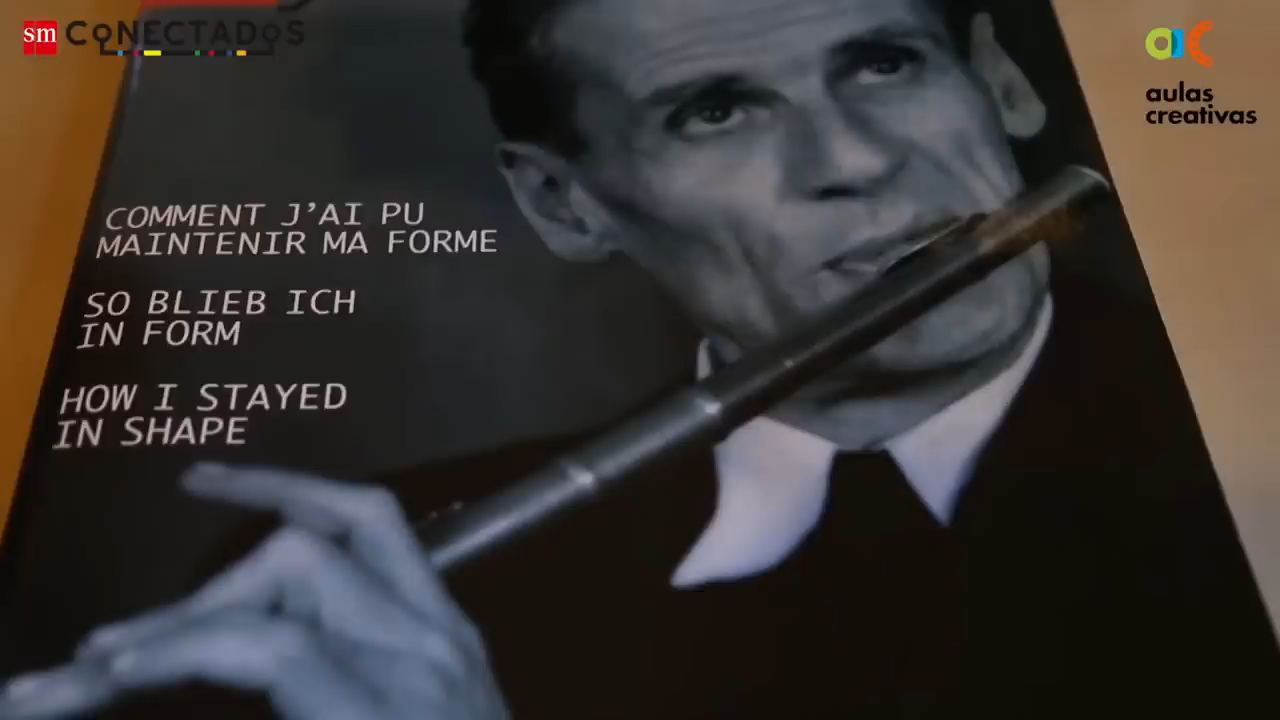 sm CONECTADOS
aulas
creativas
COMMENT J'AI PU
MAINTENIR MA FORME
SO BLIEB ICH
IN FORM
HOW I STAYED
IN SHAPE